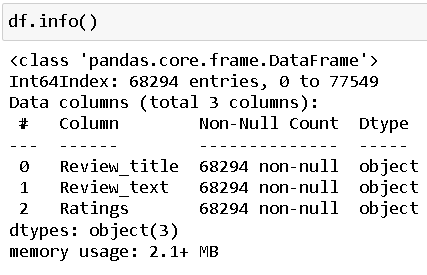 df.info()
<class 'pandas.core.frame.DataFrame'>
Int64Index: 68294 entries, 0 to 77549
Data columns (total 3 columns):
 #   Column        Non-Null Count  Dtype
---  ------        --------------  -----
 0   Review_title  68294 non-null  object
 1   Review_text   68294 non-null  object
 2   Ratings       68294 non-null  object
dtypes: object(3)
memory usage: 2.1+ MB